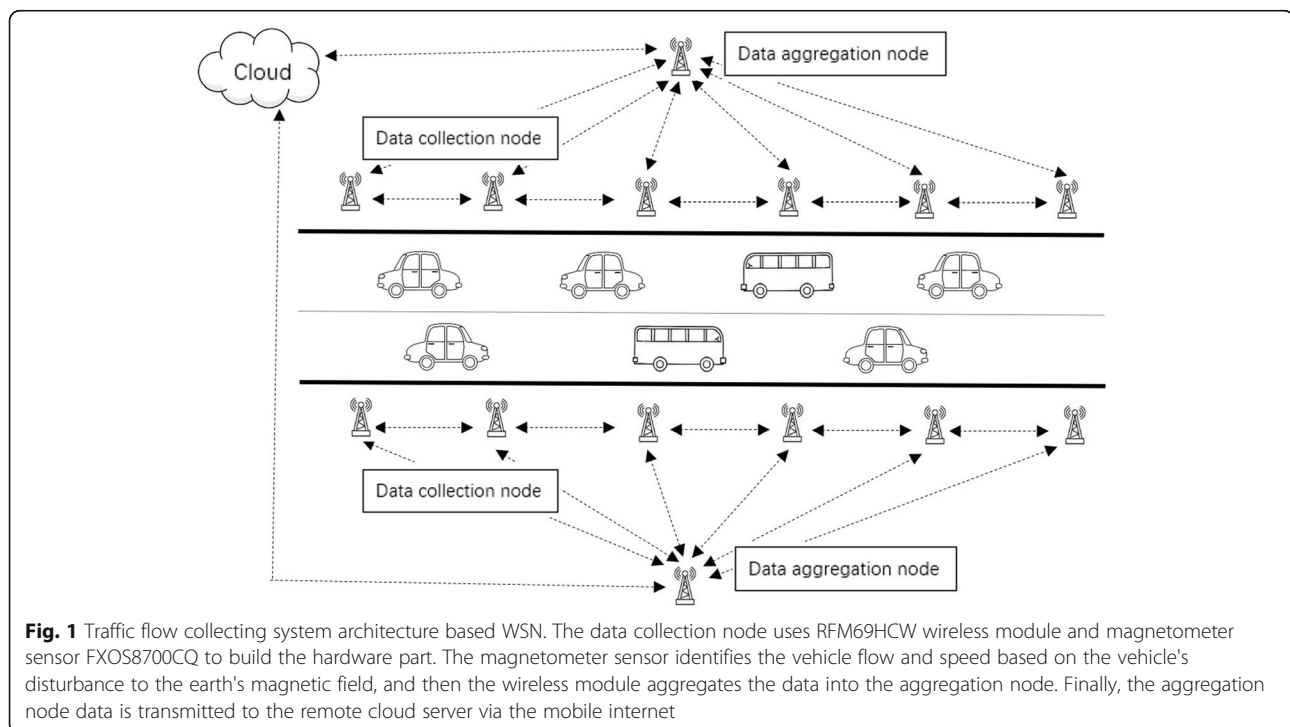 Cloud
Data aggregation node
Data collection node
Data collection node
Data aggregation node
Fig. 1 Traffic flow collecting system architecture based WSN. The data collection node uses RFM69HCW wireless module and magnetometer
sensor FXOS8700CQ to build the hardware part. The magnetometer sensor identifies the vehicle flow and speed based on the vehicle's
disturbance to the earth's magnetic field, and then the wireless module aggregates the data into the aggregation node. Finally, the aggregation
node data is transmitted to the remote cloud server via the mobile internet